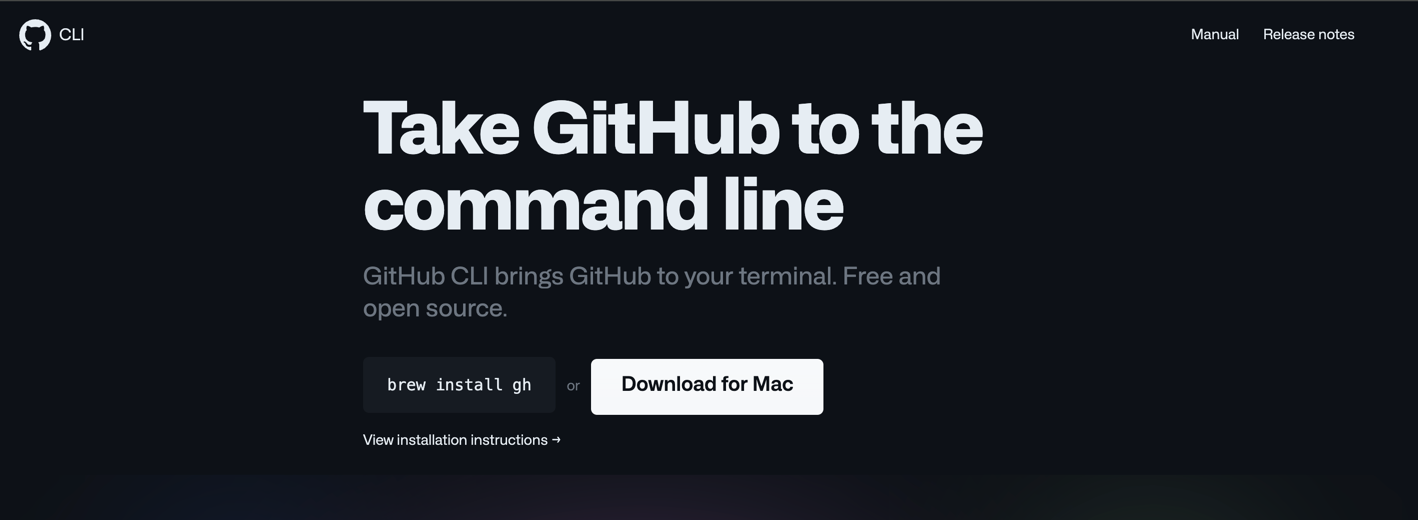 CLI
Manual
Release notes
Take GitHub to the
command line
GitHub CLI brings GitHub to your terminal. Free and
open source.
brew install gh
or
Download for Mac
View installation instructions →